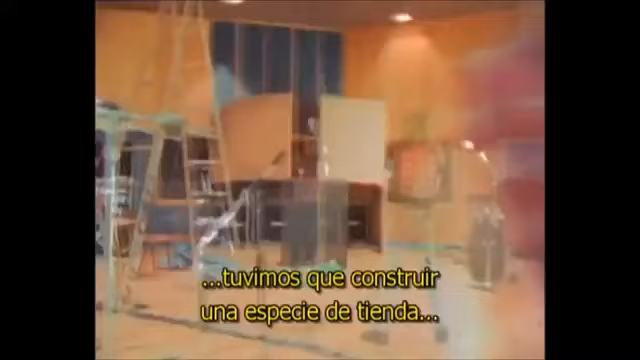 ...tuvimos que construir
una especie de tienda...